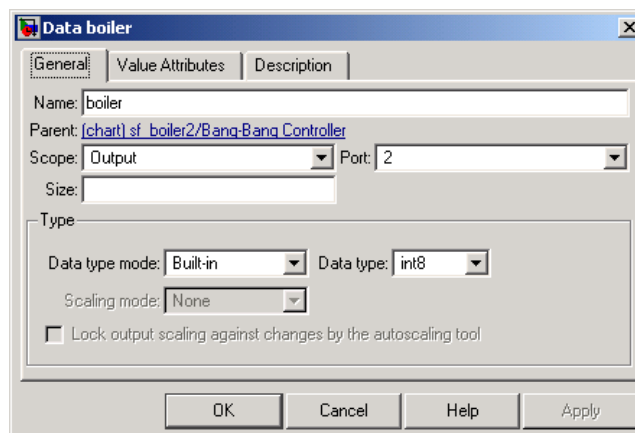 Data boiler
General Value Attributes Description
Name: boiler
Parent: (chart) sf_boiler2/Bang-Bang Controller
Scope: Output Port: 2
Size:
Type
Data type mode: Built-in Data type: int8
Scaling mode: None
Lock output scaling against changes by the autoscaling tool
OK Cancel Help Apply